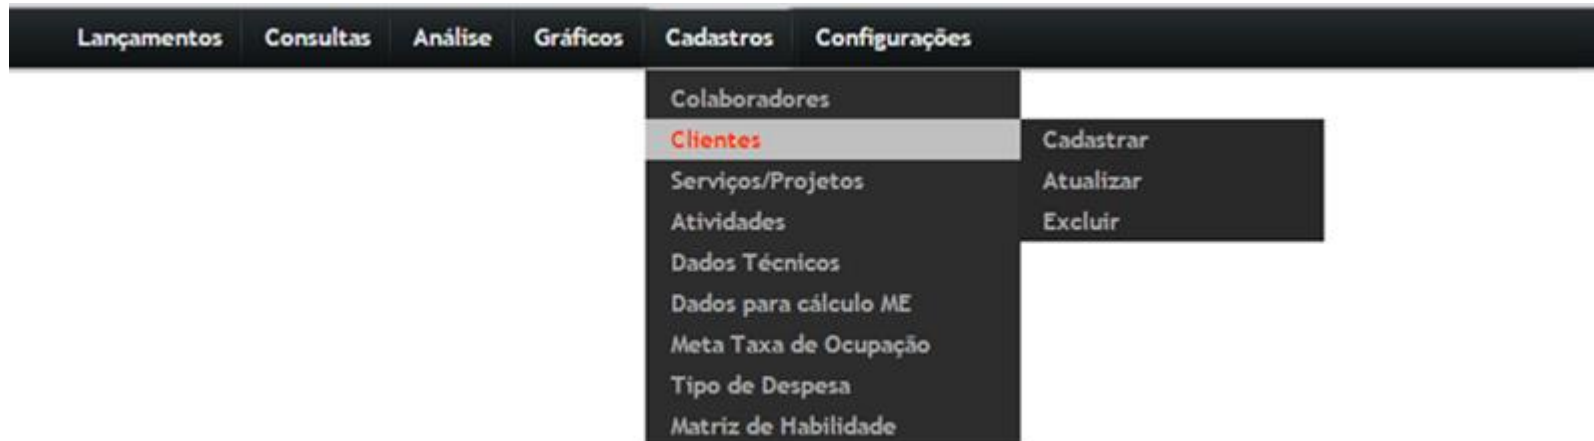 Lançamentos Consultas Análise Gráficos Cadastros Configurações
Colaboradores
Clientes Cadastrar
Serviços/Projetos Atualizar
Atividades Excluir
Dados Técnicos
Dados para cálculo ME
Meta Taxa de Ocupação
Tipo de Despesa
Matriz de Habilidade